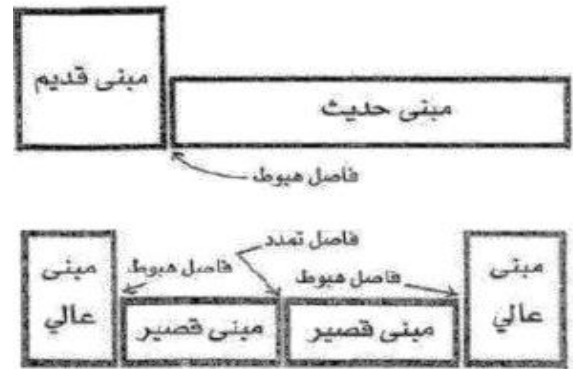 مبنى قديم
مبنى حديث
فاصل هبوط
فاصل تمدد
مبنى
عالي
فاصل هبوط
فاصل هبوط
مبنى
عالي
مبنى قصير
مبنى قصير